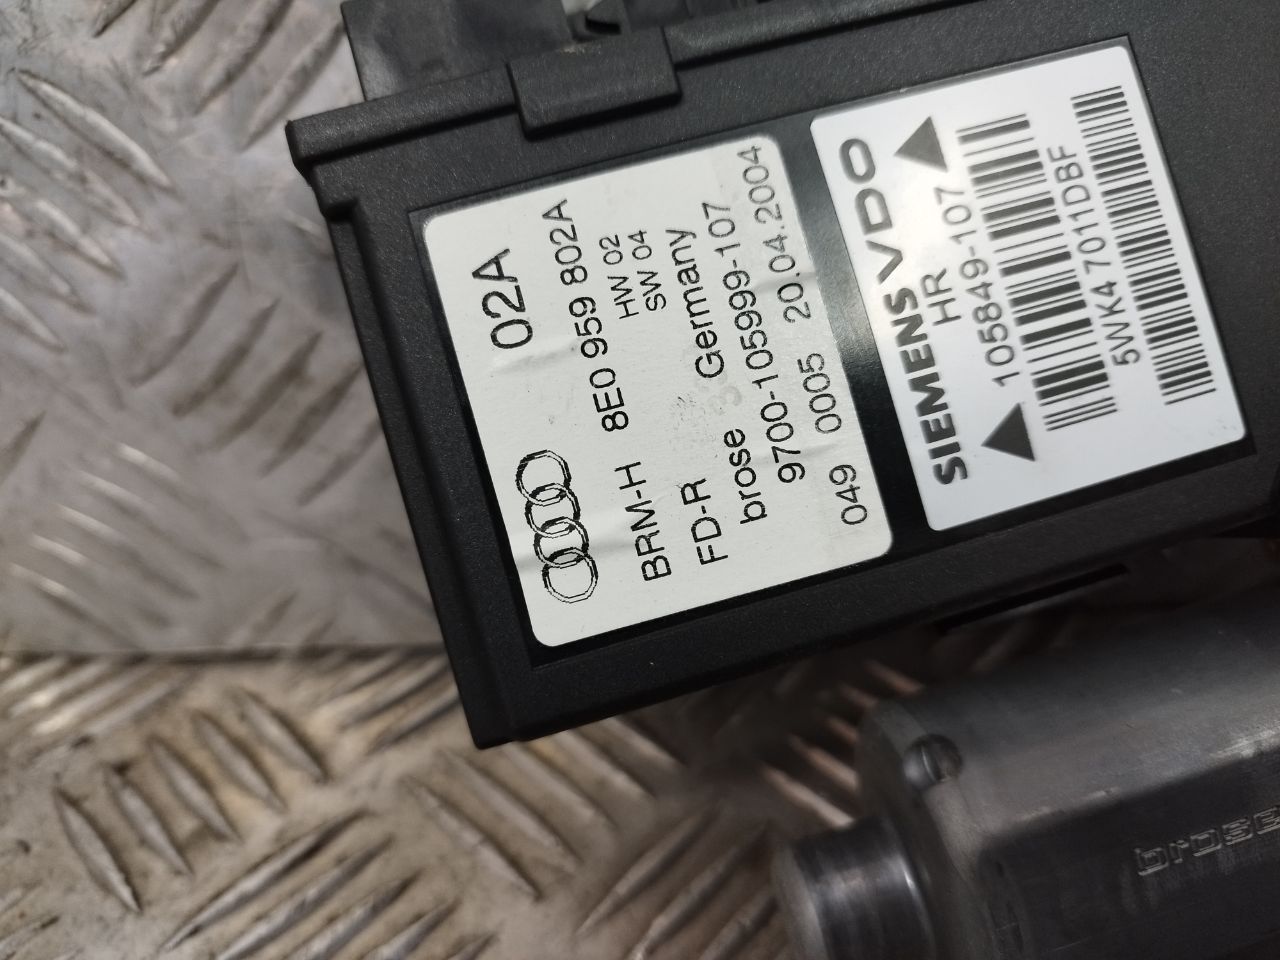 02A
BRM-H 8E0 959 802A
HW 02
FD-R SW 04
brose Germany
9700-105999-107
049 0005 20.04.2004
SIEMENS VDO
HR
105849-107
5WK4 7011DBF
brose